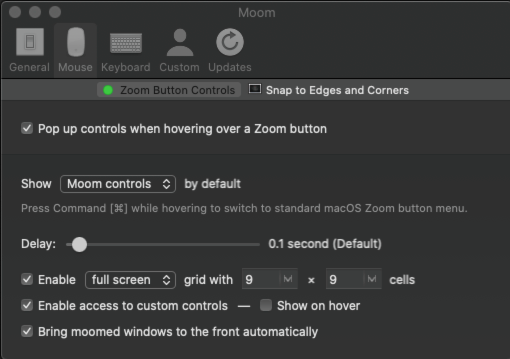 Moom
General Mouse Keyboard Custom Updates
Zoom Button Controls Snap to Edges and Corners
Pop up controls when hovering over a Zoom button
Show Moom controls by default
Press Command [⌘] while hovering to switch to standard macOS Zoom button menu.
Delay: 0.1 second (Default)
Enable full screen grid with 9 × 9 cells
Enable access to custom controls — Show on hover
Bring moomed windows to the front automatically